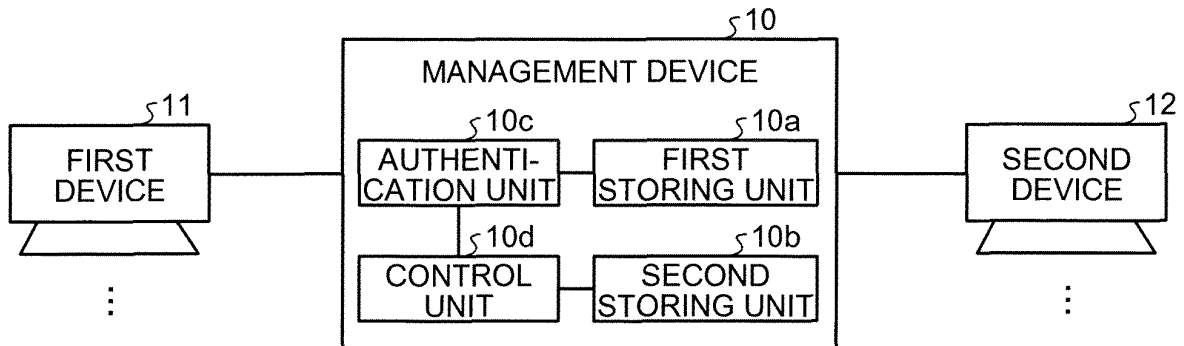 10
MANAGEMENT DEVICE
11
FIRST
DEVICE
10c
AUTHENTI-
CATION UNIT
10a
FIRST
STORING UNIT
10d
CONTROL
UNIT
10b
SECOND
STORING UNIT
12
SECOND
DEVICE